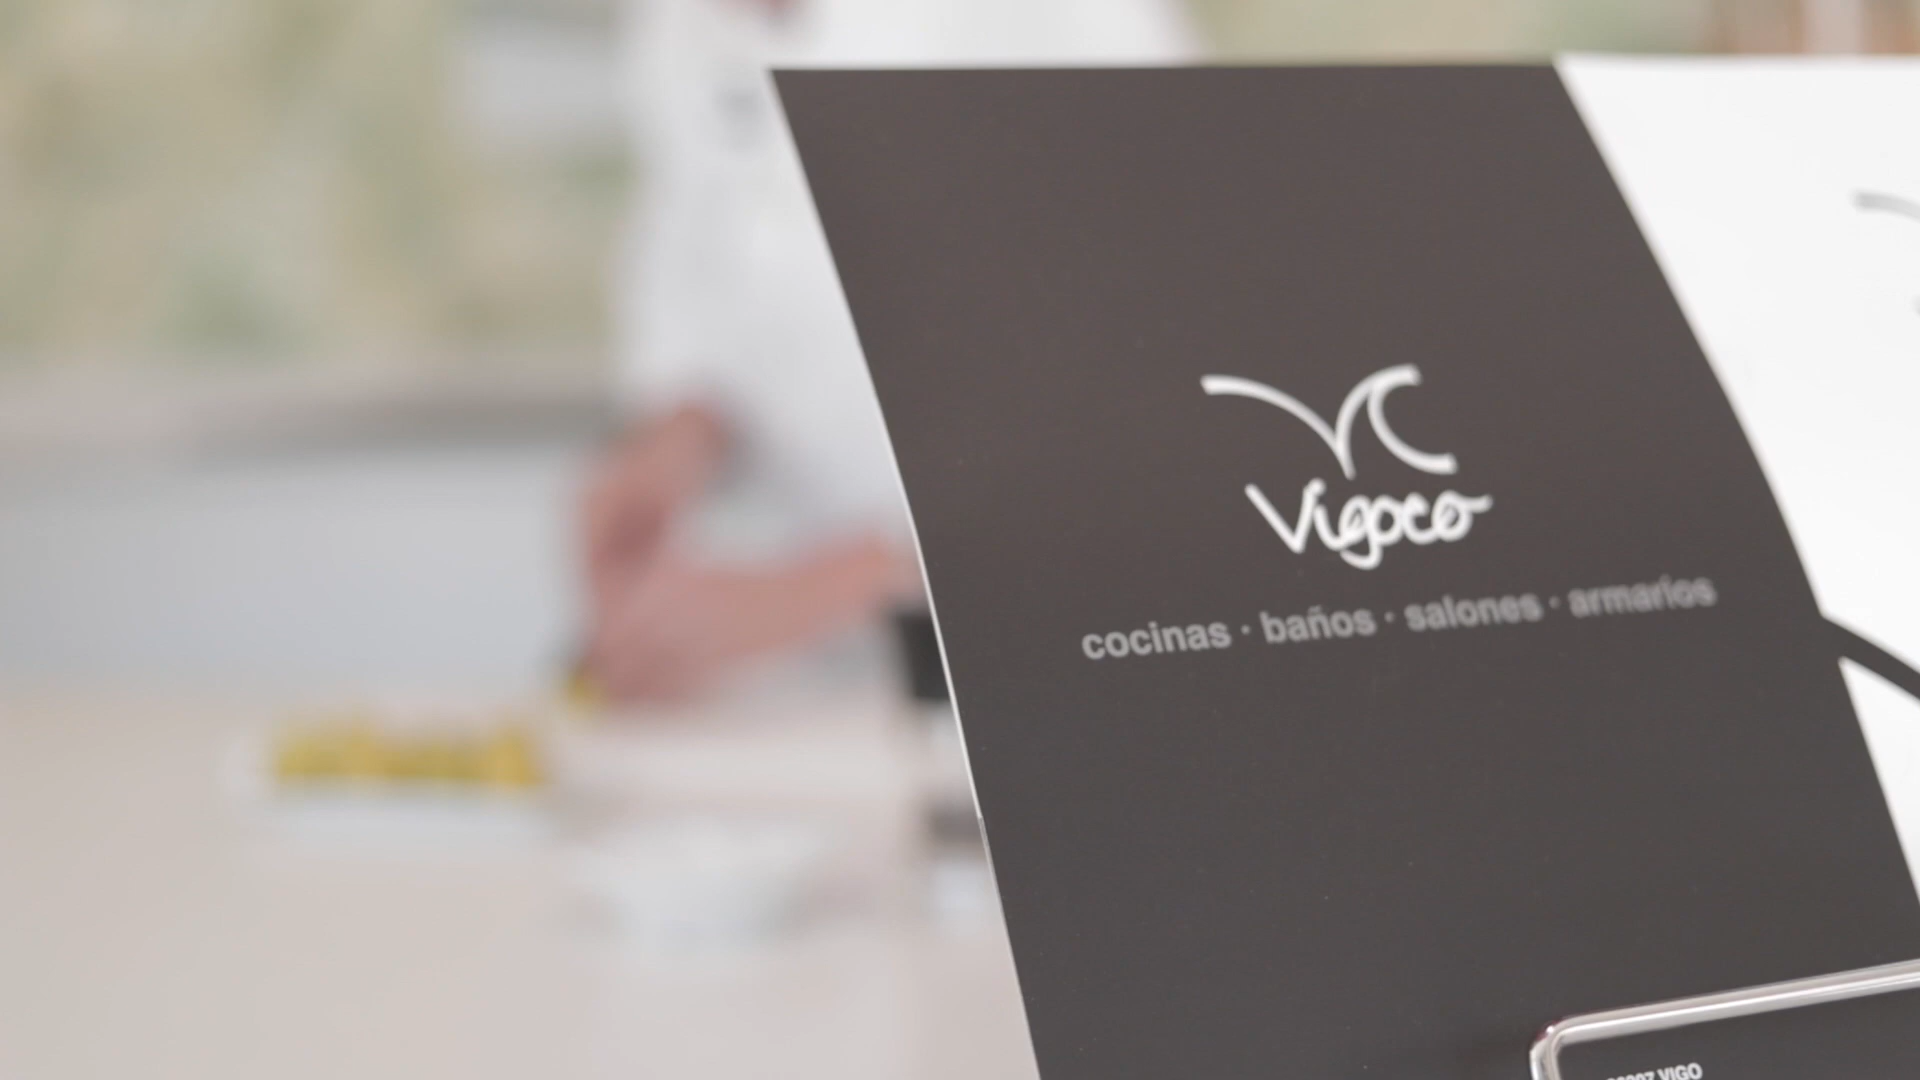 Vigoco
cocinas · baños · salones · armarios
VIGO